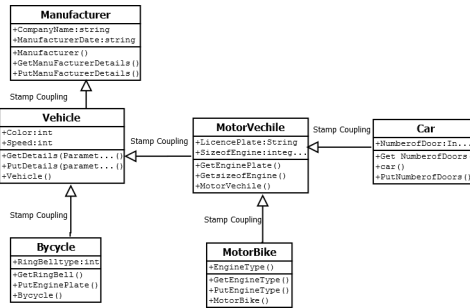 Manufacturer
+CompanyName:string
+ManufacturerDate:string
+Manufacturer()
+GetManuFacturerDetails()
+PutManuFacturerDetails()
Stamp Coupling
Vehicle
+Color:int
+Speed:int
+GetDetails(Paramet...()
+PutDetails(paramet...()
+Vehicle()
Stamp Coupling
MotorVechile
+LicencePlate:String
+SizeofEngine:integ...
+GetEnginePlate()
+GetsizeofEngine()
+MotorVechile()
Stamp Coupling
Car
+NumberofDoor:In...
+Get NumberofDoors
+car()
+PutNumberofDoors()
Stamp Coupling
Bycycle
+RingBelltype:int
+GetRingBell()
+PutEnginePlate()
+Bycycle()
Stamp Coupling
MotorBike
+EngineType()
+GetEngineType()
+PutEngineType()
+MotorBike()